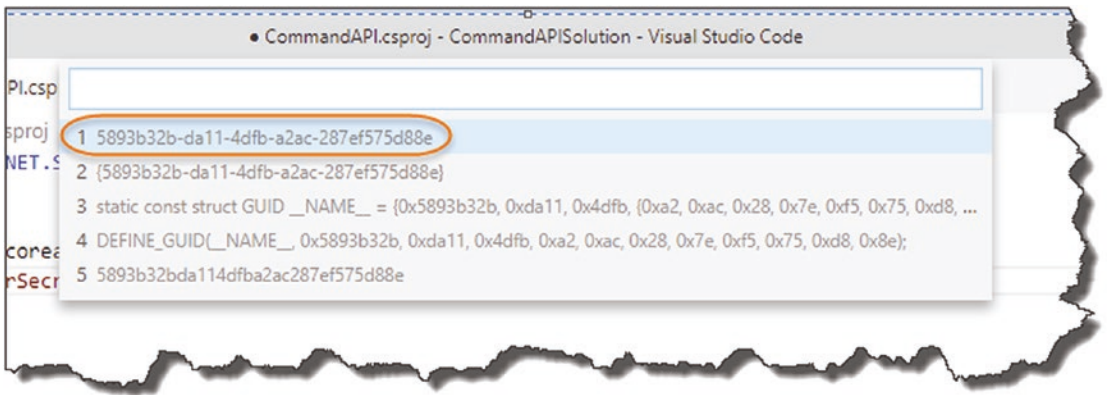 ● CommandAPI.csproj - CommandAPISolution - Visual Studio Code
PI.csp
sproj
1 5893b32b-da11-4dfb-a2ac-287ef575d88e
NET.S
2 {5893b32b-da11-4dfb-a2ac-287ef575d88e}
3 static const struct GUID __NAME__ = {0x5893b32b, 0xda11, 0x4dfb, {0xa2, 0xac, 0x28, 0x7e, 0xf5, 0x75, 0xd8, ...
corea
4 DEFINE_GUID(__NAME__, 0x5893b32b, 0xda11, 0x4dfb, 0xa2, 0xac, 0x28, 0x7e, 0xf5, 0x75, 0xd8, 0x8e);
rSecr
5 5893b32bda114dfba2ac287ef575d88e